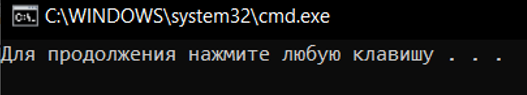 C:\WINDOWS\system32\cmd.exe
Для продолжения нажмите любую клавишу . . .